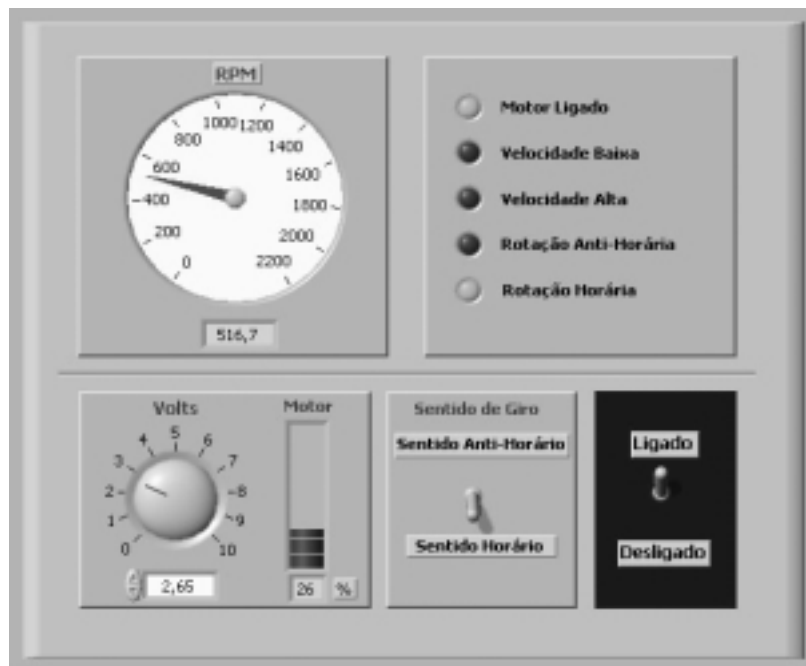 RPM
0
200
400
600
800
1000
1200
1400
1600
1800
2000
2200
516,7
Motor Ligado
Velocidade Baixa
Velocidade Alta
Rotação Anti-Horária
Rotação Horária
Volts
0
1
2
3
4
5
6
7
8
9
10
2,65
Motor
26 %
Sentido de Giro
Sentido Anti-Horário
Sentido Horário
Ligado
Desligado